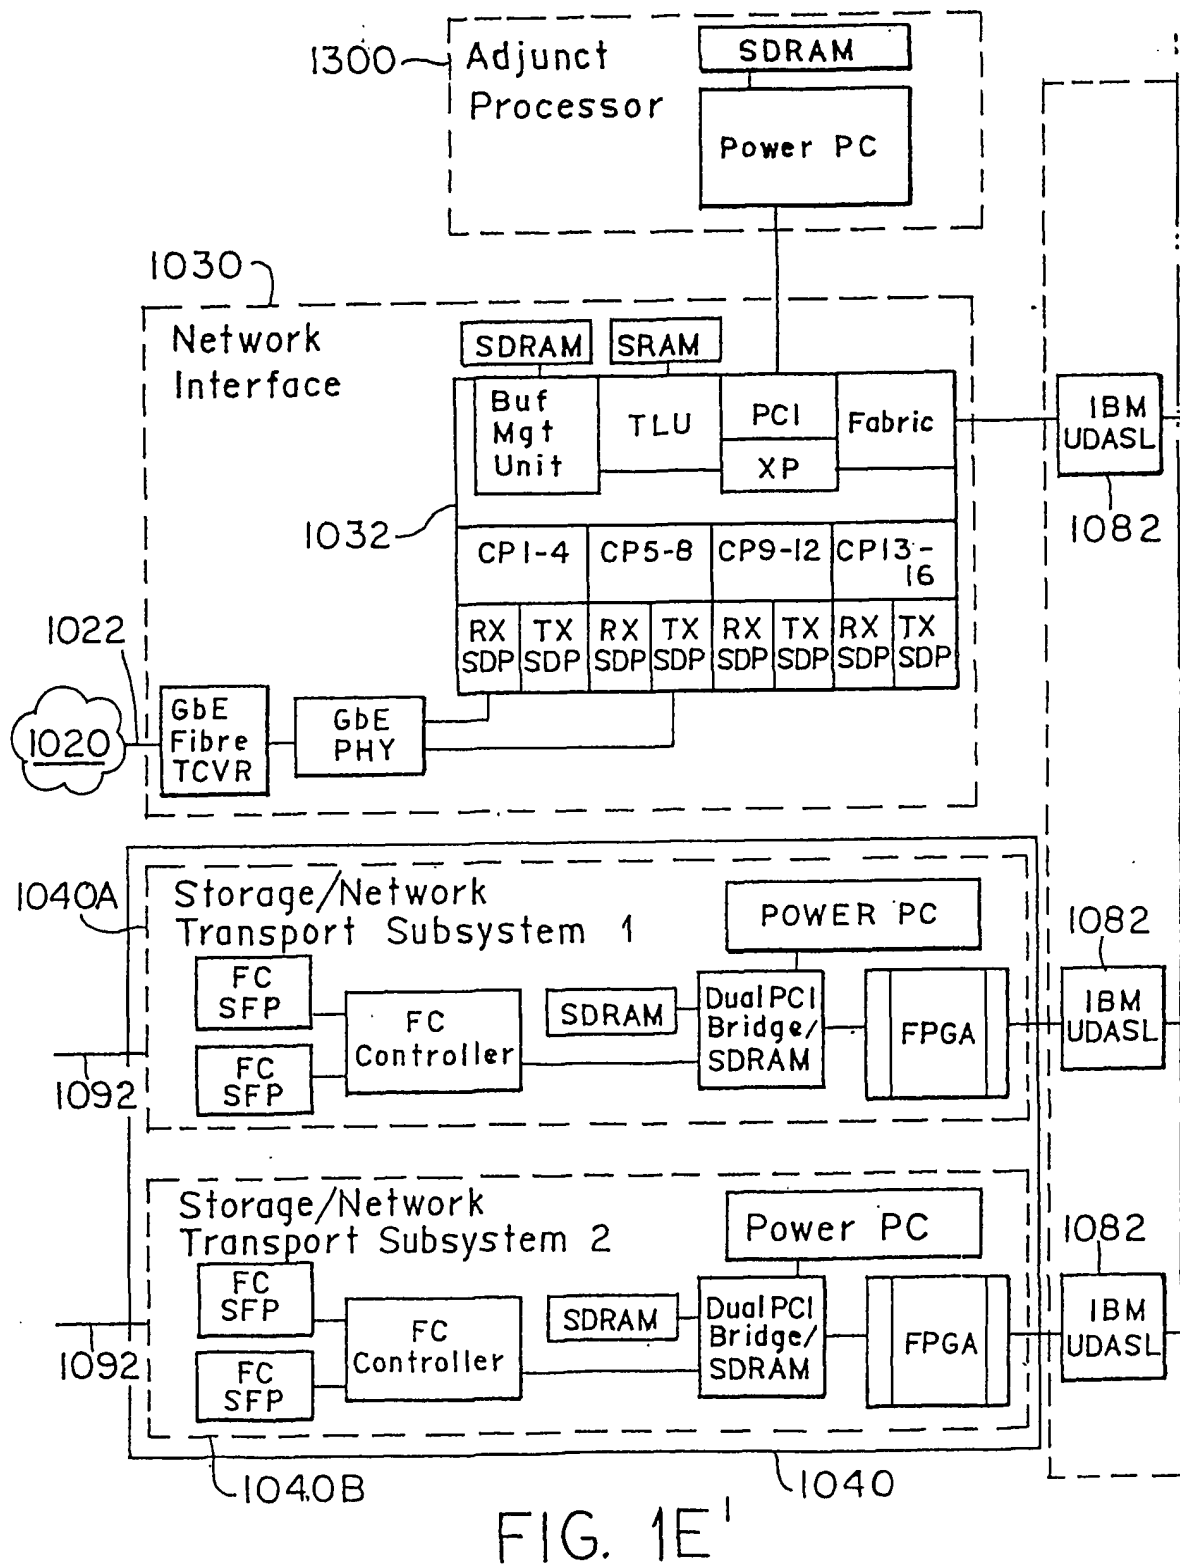 1300
Adjunct
Processor
SDRAM
Power PC
1030
Network
Interface
SDRAM
SRAM
Buf
Mgt
Unit
TLU
PCI
XP
Fabric
IBM
UDASL
1082
1032
CP1-4
CP5-8
CP9-12
CP13-
16
RX
SDP
TX
SDP
RX
SDP
TX
SDP
RX
SDP
TX
SDP
RX
SDP
TX
SDP
1022
1020
GbE
Fibre
TCVR
GbE
PHY
1040A
Storage/Network
Transport Subsystem 1
POWER PC
1082
FC
SFP
FC
SFP
FC
Controller
SDRAM
Dual PCI
Bridge/
SDRAM
FPGA
IBM
UDASL
1092
Storage/Network
Transport Subsystem 2
Power PC
1082
FC
SFP
FC
SFP
FC
Controller
SDRAM
Dual PCI
Bridge/
SDRAM
FPGA
IBM
UDASL
1092
1040B
1040
FIG. 1E'